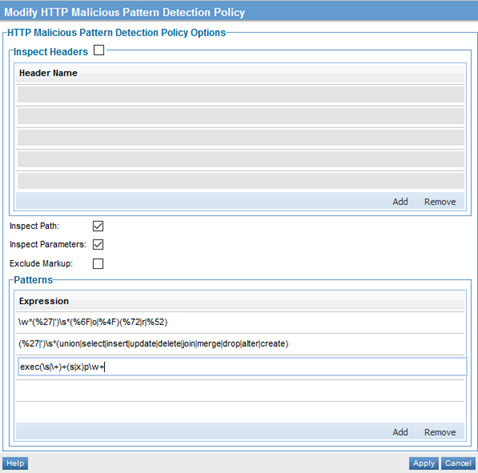 Modify HTTP Malicious Pattern Detection Policy
HTTP Malicious Pattern Detection Policy Options
Inspect Headers
Header Name
Add Remove
Inspect Path:
Inspect Parameters:
Exclude Markup:
Patterns
Expression
\w*(%27|')\s*(%6F|o|%4F)(%72|r|%52)
(%27|')\s*(union|select|insert|update|delete|join|merge|drop|alter|create)
exec(\s|\+)+(s|x)p\w+
Add Remove
Help Apply Cancel